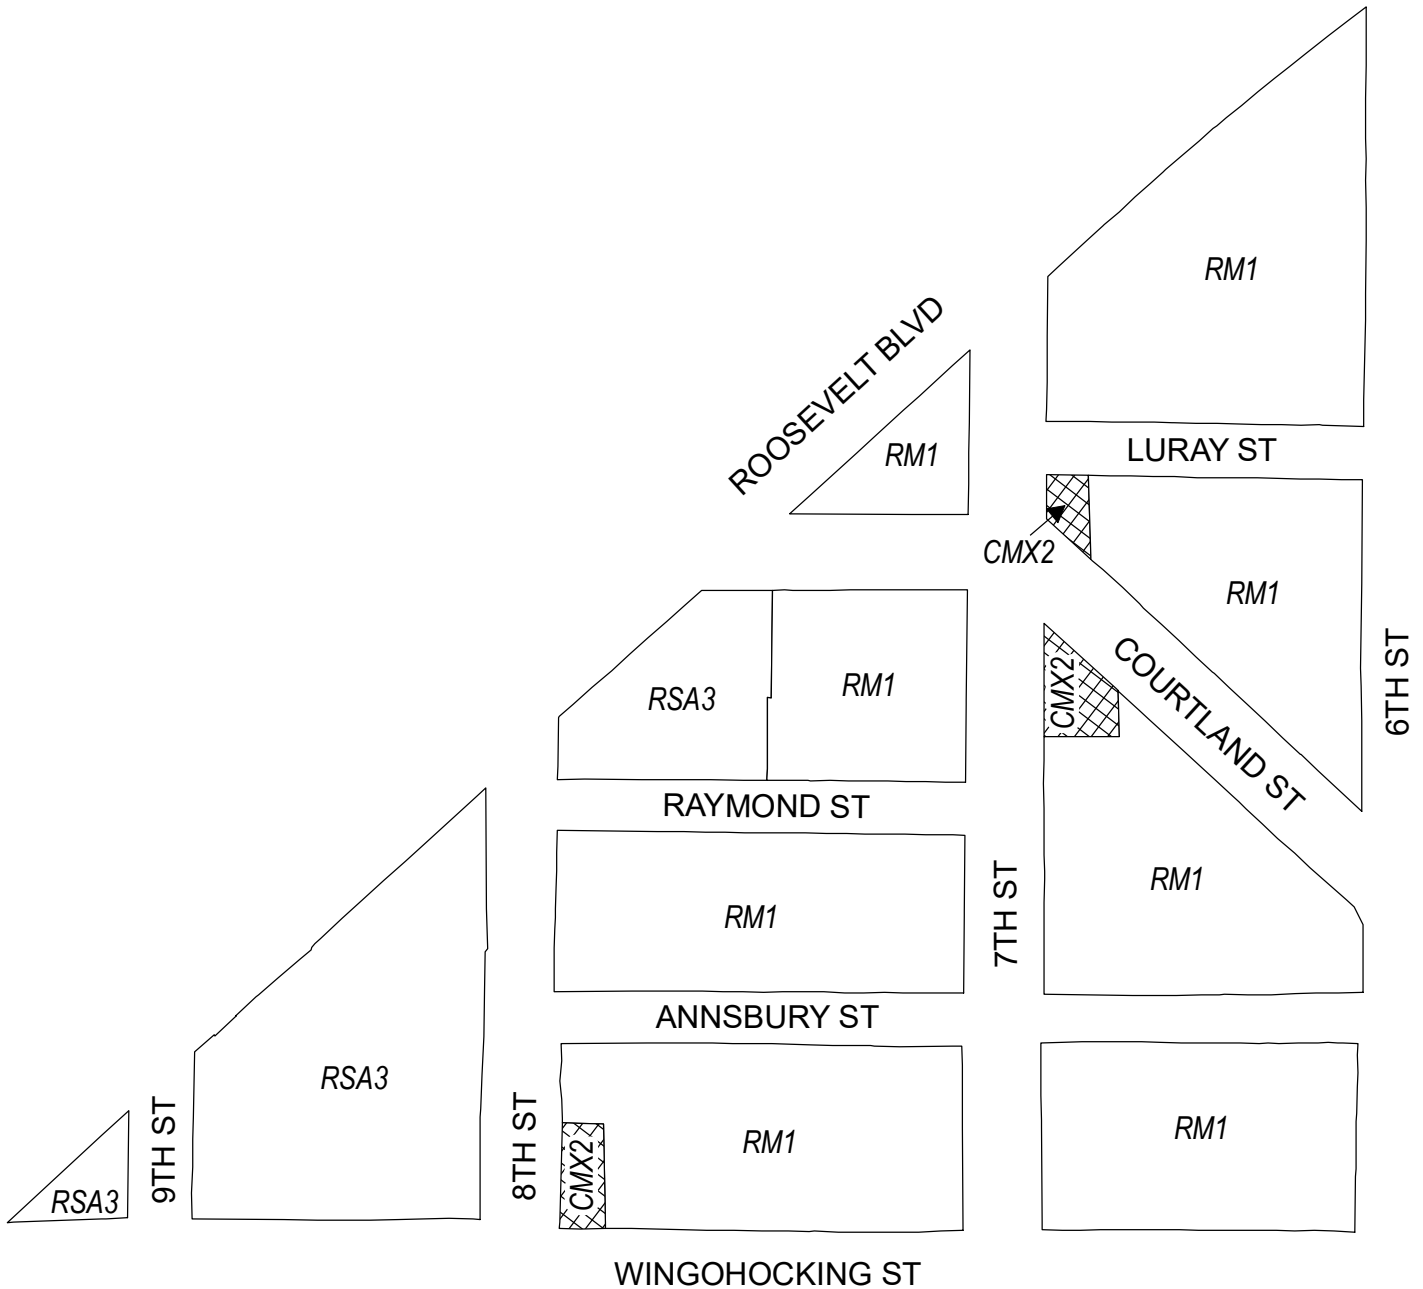 RM1
ROOSEVELT BLVD
RM1
LURAY ST
CMX2
RM1
6TH ST
COURTLAND ST
CMX2
RSA3
RM1
RAYMOND ST
7TH ST
RM1
RM1
ANNSBURY ST
RSA3
9TH ST
8TH ST
CMX2
RM1
RM1
RSA3
WINGOHOCKING ST